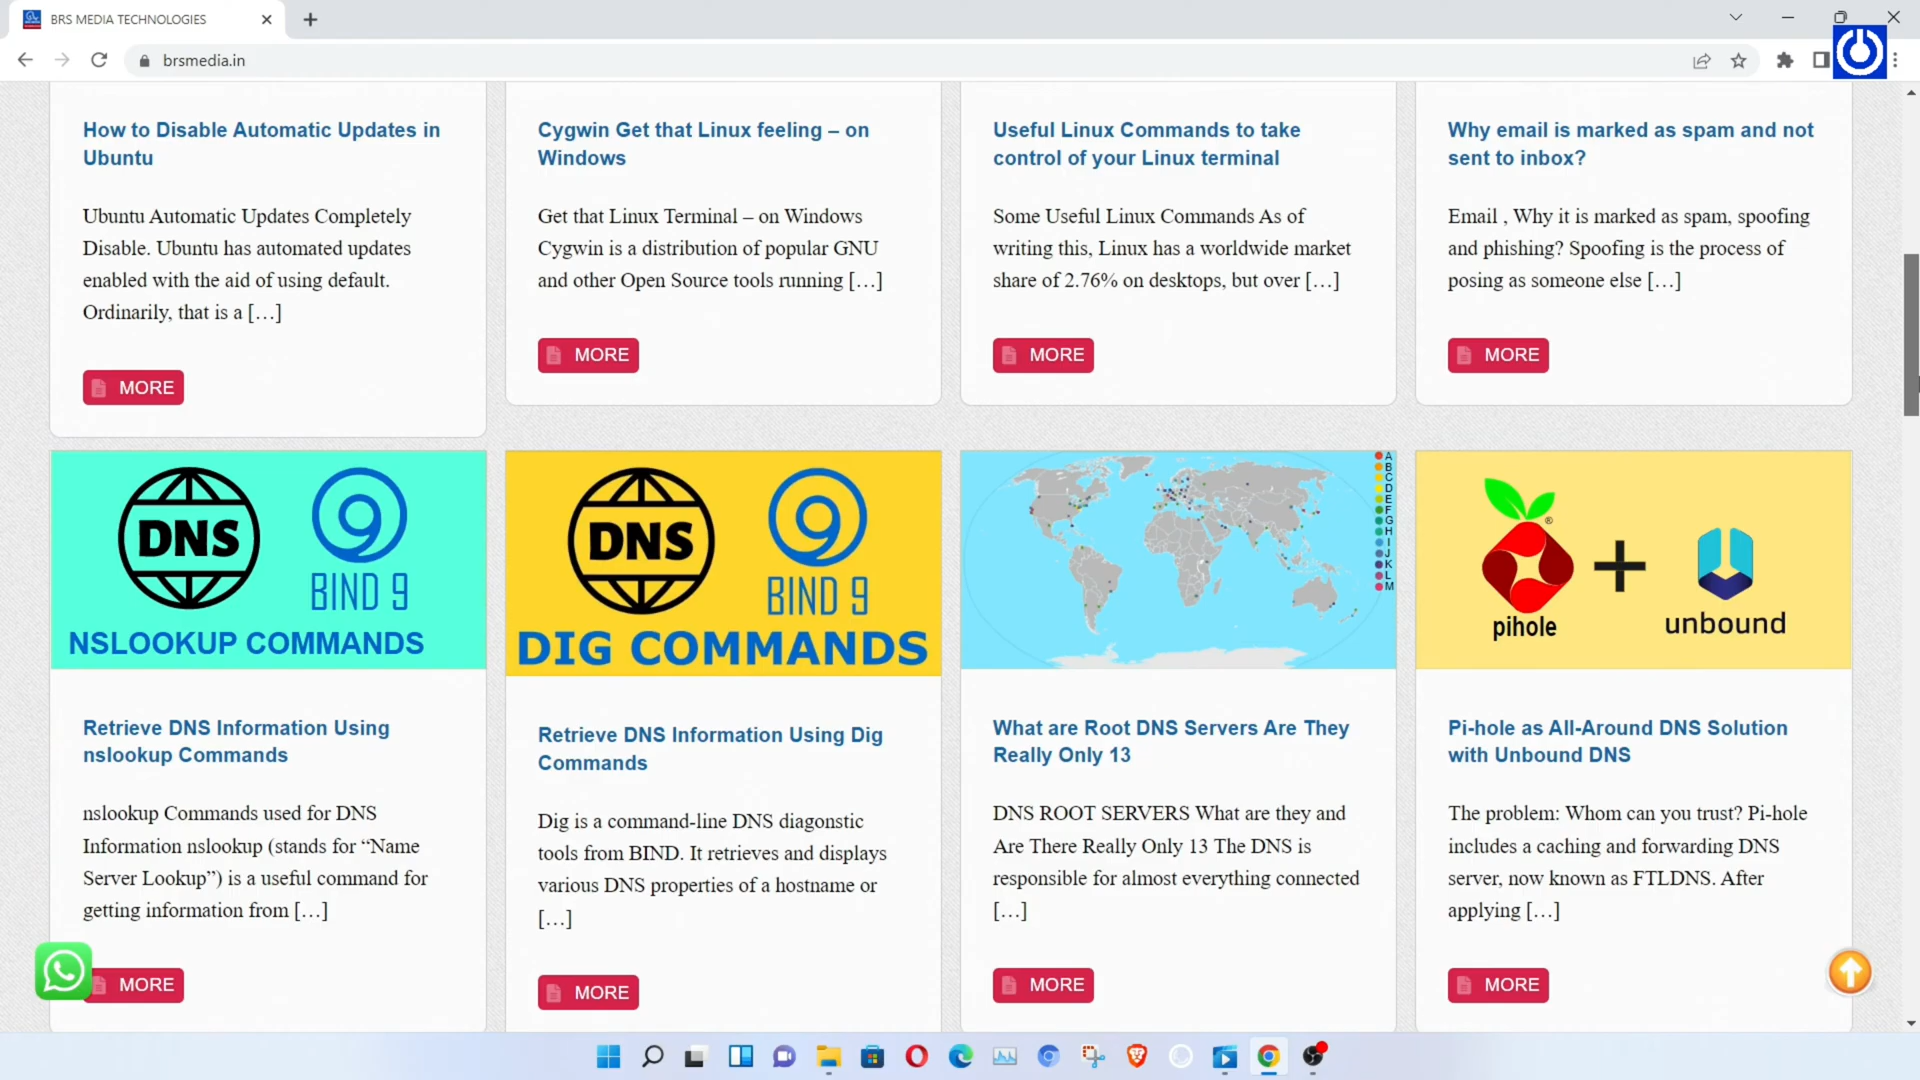 BRS MEDIA TECHNOLOGIES
brsmedia.in
How to Disable Automatic Updates in
Ubuntu
Ubuntu Automatic Updates Completely
Disable. Ubuntu has automated updates
enabled with the aid of using default.
Ordinarily, that is a […]
MORE
Cygwin Get that Linux feeling – on
Windows
Get that Linux Terminal – on Windows
Cygwin is a distribution of popular GNU
and other Open Source tools running […]
MORE
Useful Linux Commands to take
control of your Linux terminal
Some Useful Linux Commands As of
writing this, Linux has a worldwide market
share of 2.76% on desktops, but over […]
MORE
Why email is marked as spam and not
sent to inbox?
Email , Why it is marked as spam, spoofing
and phishing? Spoofing is the process of
posing as someone else […]
MORE
DNS
9
BIND 9
NSLOOKUP COMMANDS
Retrieve DNS Information Using
nslookup Commands
nslookup Commands used for DNS
Information nslookup (stands for “Name
Server Lookup”) is a useful command for
getting information from […]
MORE
DNS
9
BIND 9
DIG COMMANDS
Retrieve DNS Information Using Dig
Commands
Dig is a command-line DNS diagonstic
tools from BIND. It retrieves and displays
various DNS properties of a hostname or
[…]
MORE
A
B
C
D
E
F
G
H
I
J
K
L
M
What are Root DNS Servers Are They
Really Only 13
DNS ROOT SERVERS What are they and
Are There Really Only 13 The DNS is
responsible for almost everything connected
[…]
MORE
®
+
pihole
unbound
Pi-hole as All-Around DNS Solution
with Unbound DNS
The problem: Whom can you trust? Pi-hole
includes a caching and forwarding DNS
server, now known as FTLDNS. After
applying […]
MORE